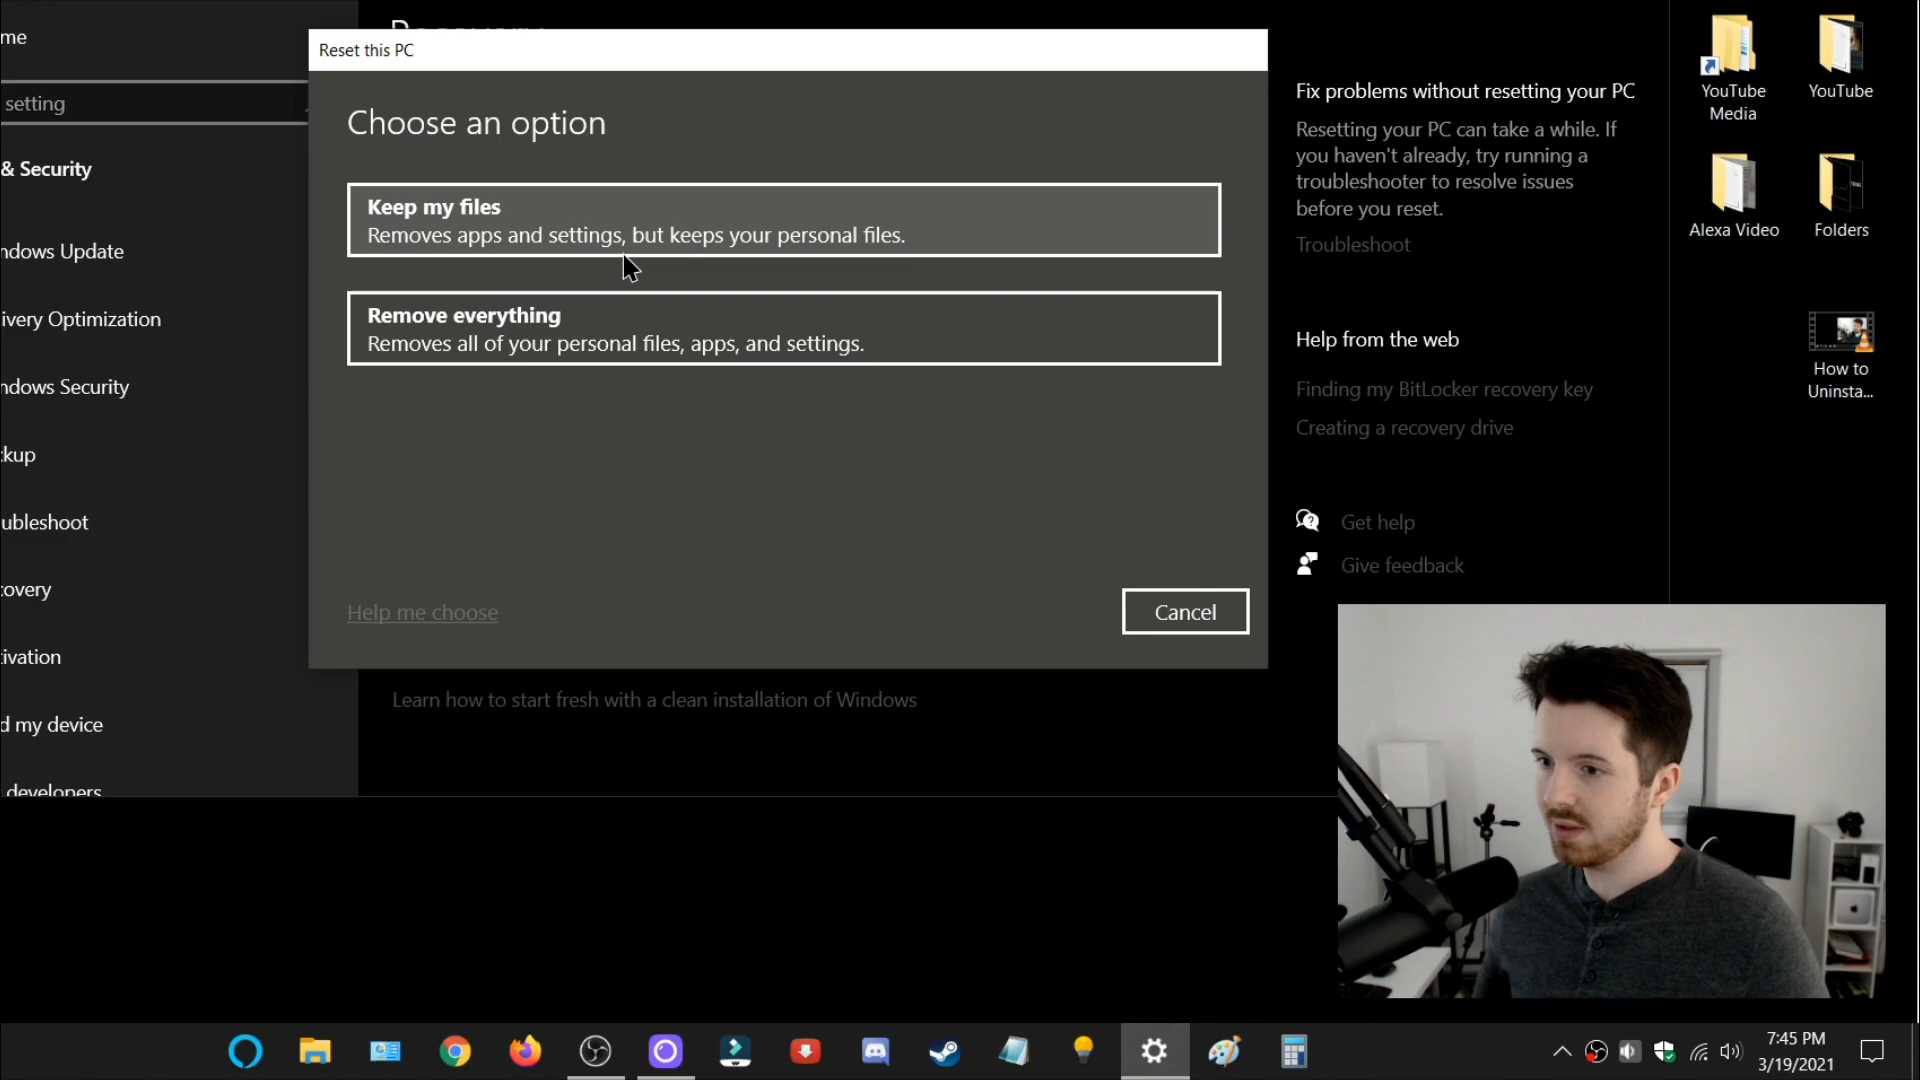 me
setting
& Security
ndows Update
ivery Optimization
ndows Security
ckup
ubleshoot
covery
ivation
d my device
developers
Recovery
Reset this PC
Choose an option
Keep my files
Removes apps and settings, but keeps your personal files.
Remove everything
Removes all of your personal files, apps, and settings.
Help me choose
Cancel
Learn how to start fresh with a clean installation of Windows
Fix problems without resetting your PC
Resetting your PC can take a while. If
you haven't already, try running a
troubleshooter to resolve issues
before you reset.
Troubleshoot
Help from the web
Finding my BitLocker recovery key
Creating a recovery drive
Get help
Give feedback
YouTube
Media
YouTube
Alexa Video
Folders
How to
Uninsta...
7:45 PM
3/19/2021